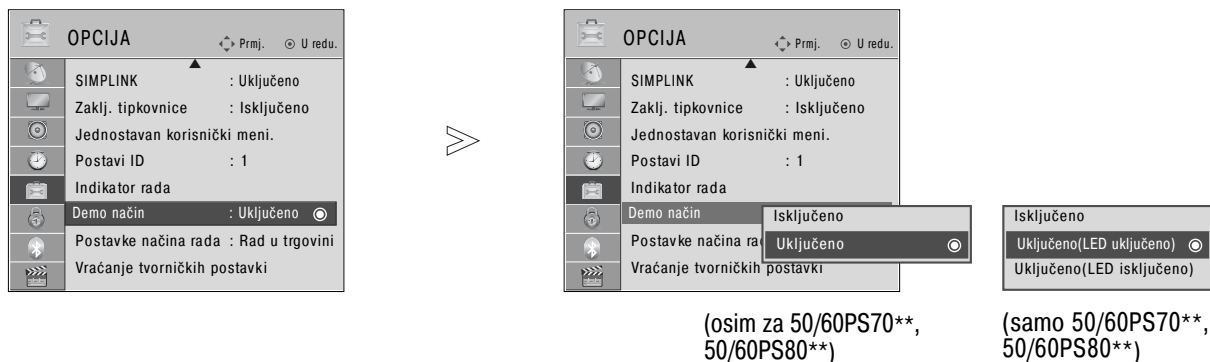 OPCIJA Prmj. U redu.
SIMPLINK : Uključeno
Zaklj. tipkovnice : Isključeno
Jednostavan korisnički meni.
Postavi ID : 1
Indikator rada
Demo način : Uključeno
Postavke načina rada : Rad u trgovini
Vraćanje tvorničkih postavki
OPCIJA Prmj. U redu.
SIMPLINK : Uključeno
Zaklj. tipkovnice : Isključeno
Jednostavan korisnički meni.
Postavi ID : 1
Indikator rada
Demo način
Postavke načina ra
Vraćanje tvorničkih postavki
Isključeno
Uključeno
(osim za 50/60PS70**,
50/60PS80**)
Isključeno
Uključeno(LED uključeno)
Uključeno(LED isključeno)
(samo 50/60PS70**,
50/60PS80**)